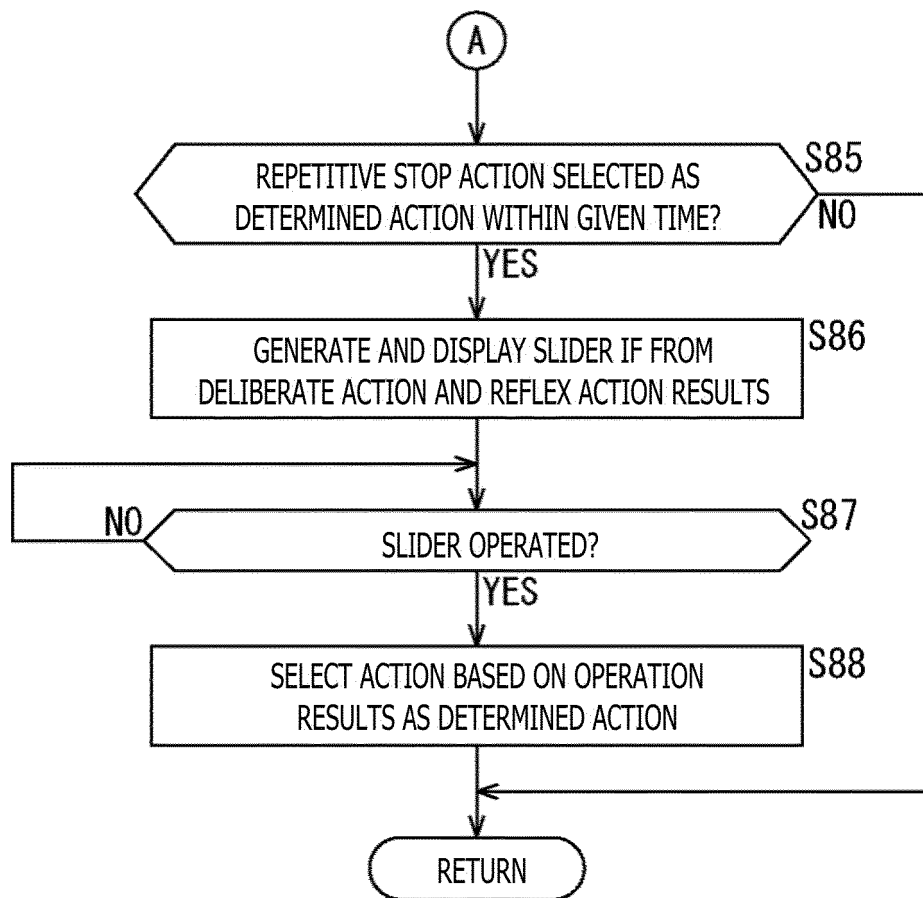 A
S85
REPETITIVE STOP ACTION SELECTED AS
DETERMINED ACTION WITHIN GIVEN TIME?
NO
YES
S86
GENERATE AND DISPLAY SLIDER IF FROM
DELIBERATE ACTION AND REFLEX ACTION RESULTS
S87
NO
SLIDER OPERATED?
YES
S88
SELECT ACTION BASED ON OPERATION
RESULTS AS DETERMINED ACTION
RETURN